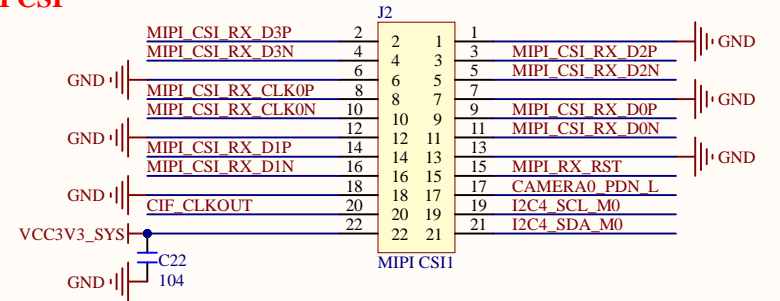 CSI
J2
MIPI_CSI_RX_D3P 2 2 1 1 GND
MIPI_CSI_RX_D3N 4 4 3 3 MIPI_CSI_RX_D2P
GND 6 6 5 5 MIPI_CSI_RX_D2N
MIPI_CSI_RX_CLK0P 8 8 7 7 GND
MIPI_CSI_RX_CLK0N 10 10 9 9 MIPI_CSI_RX_D0P
GND 12 12 11 11 MIPI_CSI_RX_D0N
MIPI_CSI_RX_D1P 14 14 13 13 GND
MIPI_CSI_RX_D1N 16 16 15 15 MIPI_RX_RST
GND 18 18 17 17 CAMERA0_PDN_L
CIF_CLKOUT 20 20 19 19 I2C4_SCL_M0
VCC3V3_SYS 22 22 21 21 I2C4_SDA_M0
C22
MIPI CSI1
GND 104